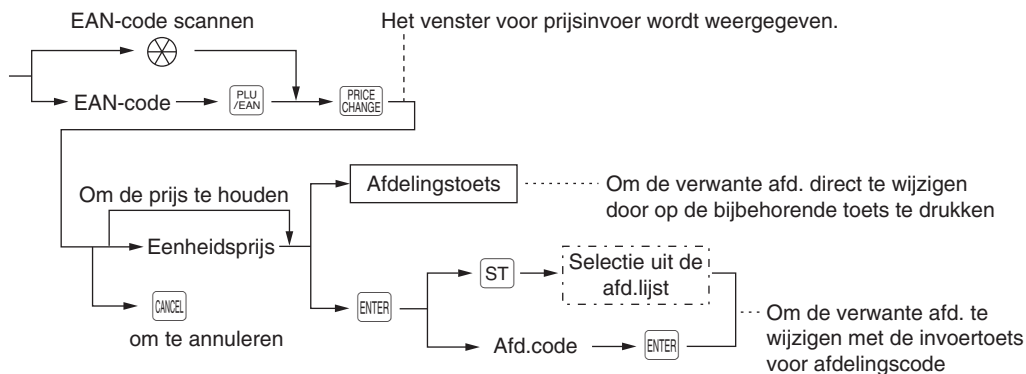 EAN-code scannen
Het venster voor prijsinvoer wordt weergegeven.
EAN-code
PLU
/EAN
PRICE
CHANGE
Om de prijs te houden
Afdelingstoets
Om de verwante afd. direct te wijzigen
door op de bijbehorende toets te drukken
Eenheidsprijs
CANCEL
om te annuleren
ENTER
ST
Selectie uit de
afd.lijst
Afd.code
ENTER
Om de verwante afd. te
wijzigen met de invoertoets
voor afdelingscode